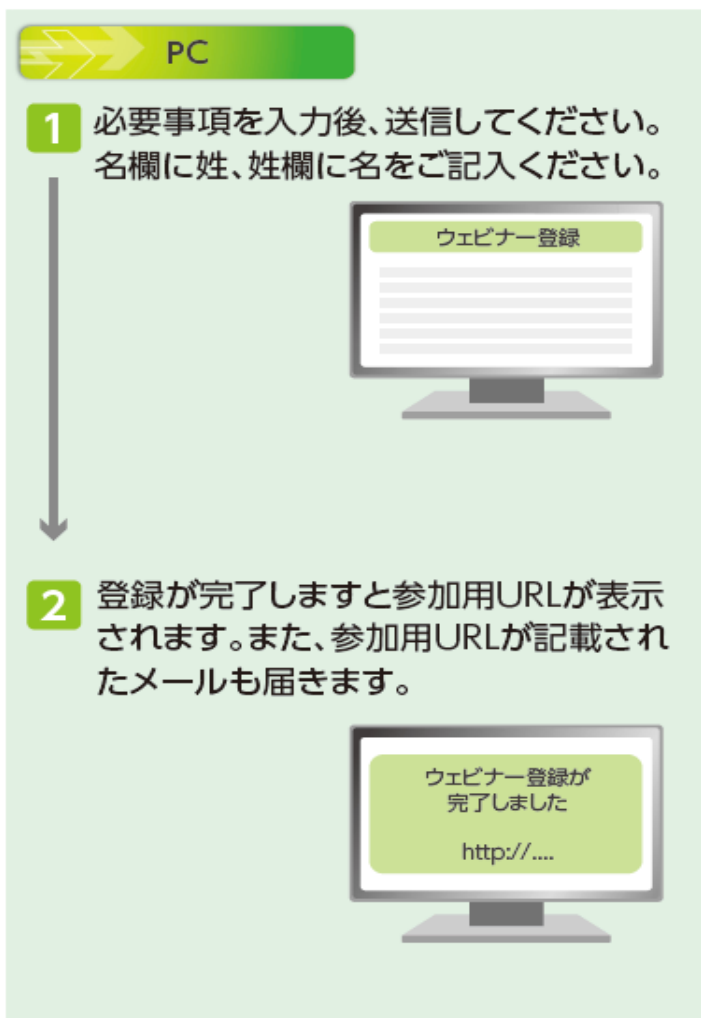 PC
1 必要事項を入力後、送信してください。
名欄に姓、姓欄に名をご記入ください。
ウェビナー登録
2 登録が完了しますと参加用URLが表示
されます。また、参加用URLが記載され
たメールも届きます。
ウェビナー登録が
完了しました
http://....